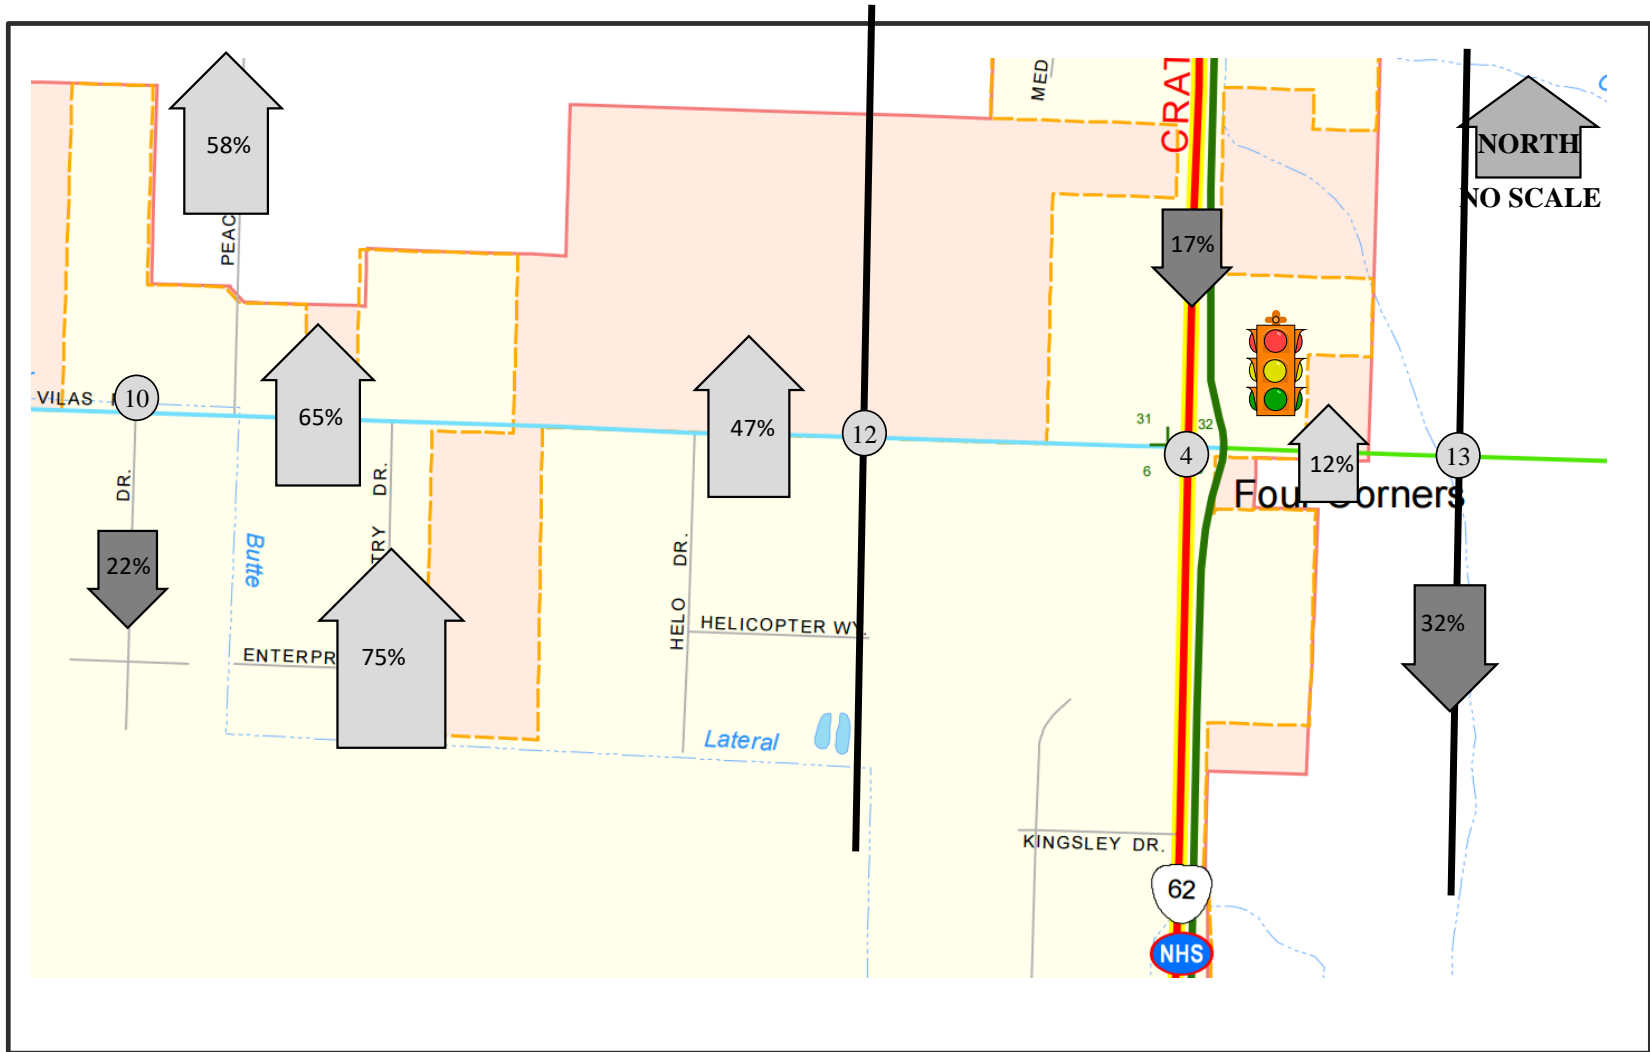 58%
MED
CRAT
NORTH
NO SCALE
PEAC
17%
VILAS
10
65%
47%
12
31
32
6
4
12%
13
Four Corners
DR.
DR.
TRY
22%
Butte
HELO DR.
HELICOPTER WY.
32%
ENTERPR
75%
Lateral
KINGSLEY DR.
62
NHS